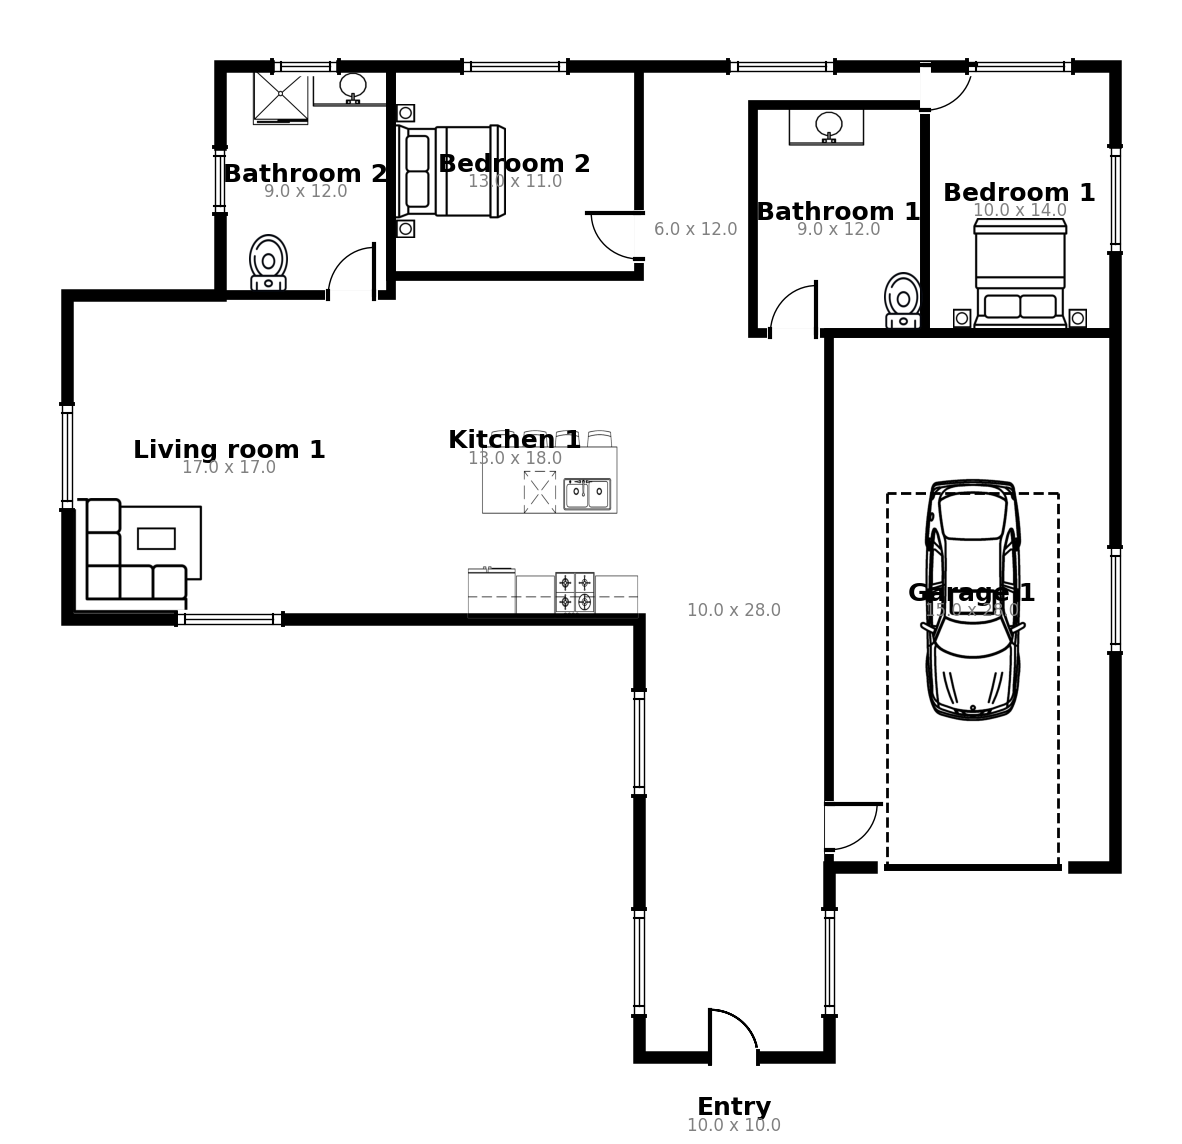 Bathroom 2
9.0 x 12.0
Bedroom 2
13.0 x 11.0
6.0 x 12.0
Bathroom 1
9.0 x 12.0
Bedroom 1
10.0 x 14.0
Living room 1
17.0 x 17.0
Kitchen 1
13.0 x 18.0
10.0 x 28.0
Garage 1
15.0 x 28.0
Entry
10.0 x 10.0